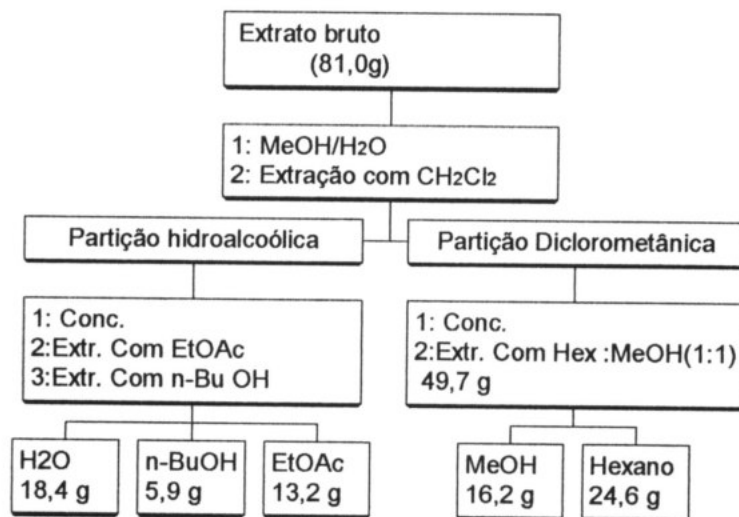 Extrato bruto
(81,0g)
1: MeOH/H2O
2: Extração com CH2Cl2
Partição hidroalcoólica
Partição Diclorometânica
1: Conc.
2:Extr. Com EtOAc
3:Extr. Com n-Bu OH
1: Conc.
2:Extr. Com Hex :MeOH(1:1)
49,7 g
H2O
18,4 g
n-BuOH
5,9 g
EtOAc
13,2 g
MeOH
16,2 g
Hexano
24,6 g